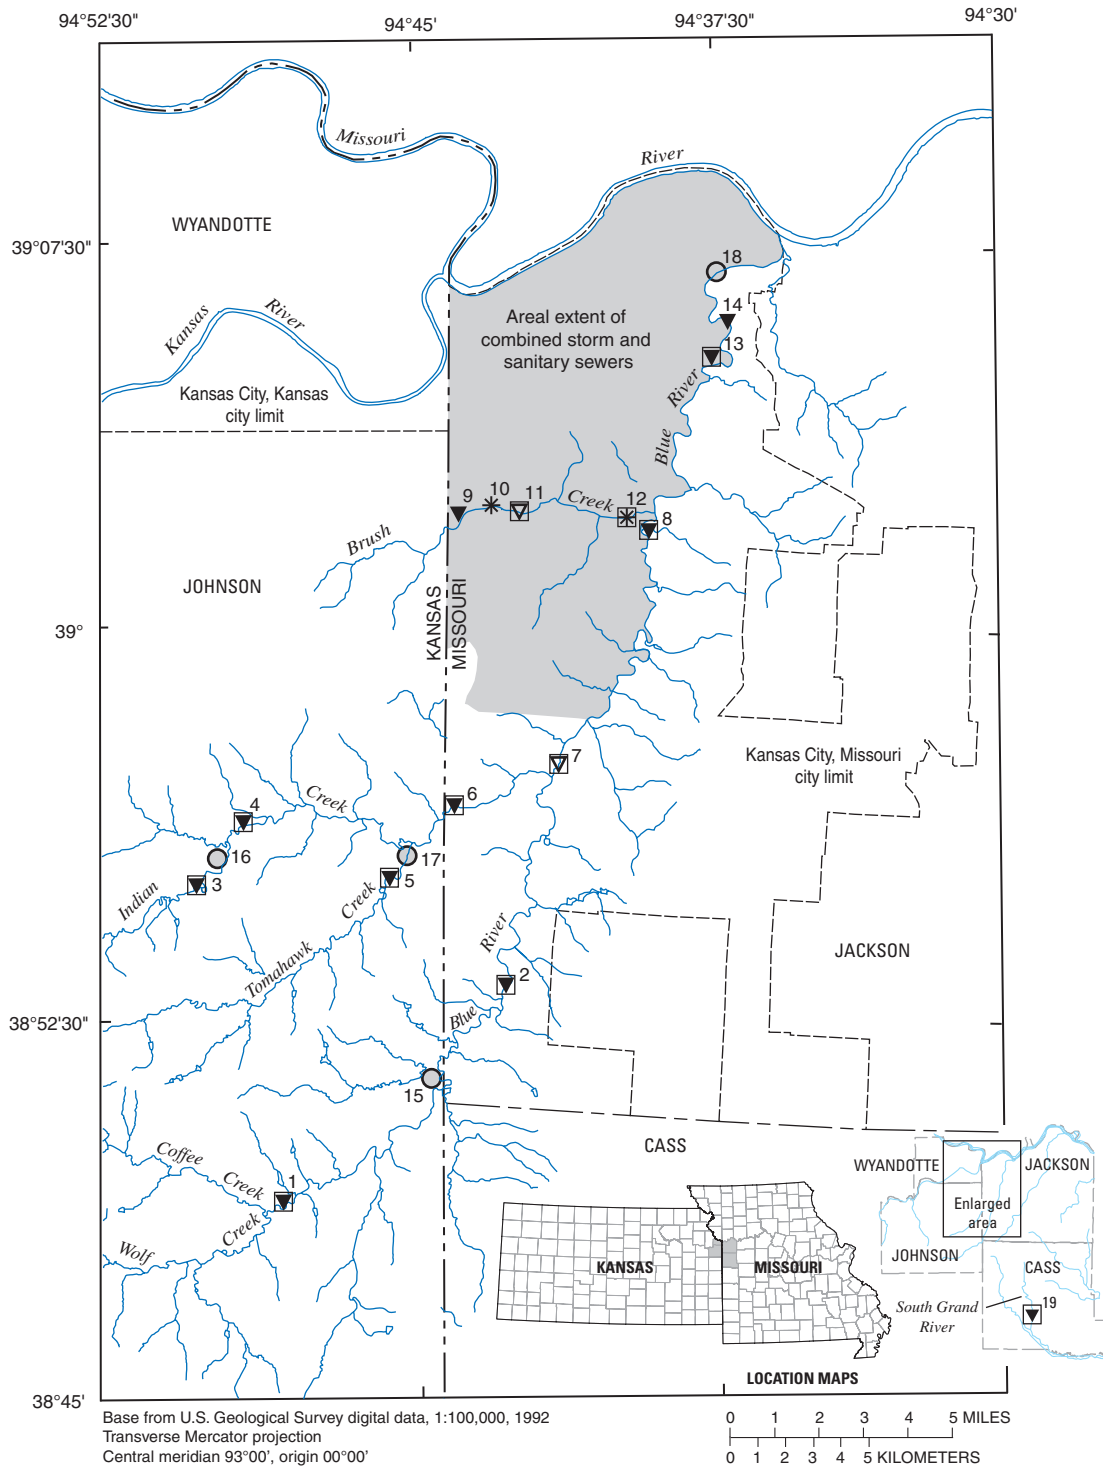 94°52'30"
94°45'
94°37'30"
94°30'
Missouri
River
WYANDOTTE
39°07'30"
18
Kansas
River
14
Areal extent of
combined storm and
sanitary sewers
13
River
Kansas City, Kansas
city limit
Blue
9
10
11
Creek
12
8
Brush
JOHNSON
KANSAS
MISSOURI
39°
7
Kansas City, Missouri
city limit
Creek
6
4
16
17
3
5
Indian
Creek
River
JACKSON
Tomahawk
2
Blue
38°52'30"
15
CASS
Coffee
Creek
1
Creek
Wolf
WYANDOTTE
JACKSON
Enlarged
area
JOHNSON
CASS
KANSAS
MISSOURI
19
South Grand
River
LOCATION MAPS
38°45'
Base from U.S. Geological Survey digital data, 1:100,000, 1992
Transverse Mercator projection
Central meridian 93°00', origin 00°00'
0 1 2 3 4 5 MILES
0 1 2 3 4 5 KILOMETERS